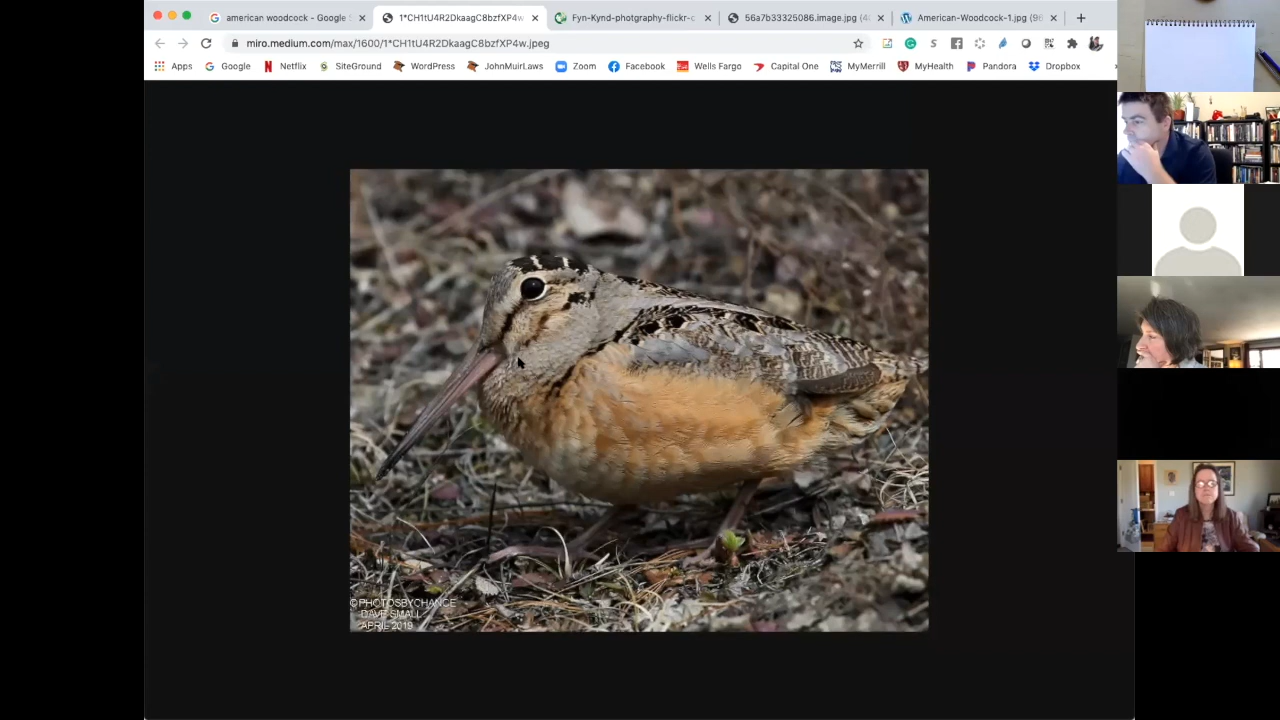 american woodcock - Google S
1*CH1tU4R2DkaagC8bzfXP4w
Fyn-Kynd-photgraphy-flickr-c
56a7b33325086.image.jpg (40
American-Woodcock-1.jpg (96
miro.medium.com/max/1600/1*CH1tU4R2DkaagC8bzfXP4w.jpeg
Apps Google Netflix SiteGround WordPress JohnMuirLaws Zoom Facebook Wells Fargo Capital One MyMerrill MyHealth Pandora Dropbox
©PHOTOSBYCHANCE
DAVE SMALL
APRIL 2019